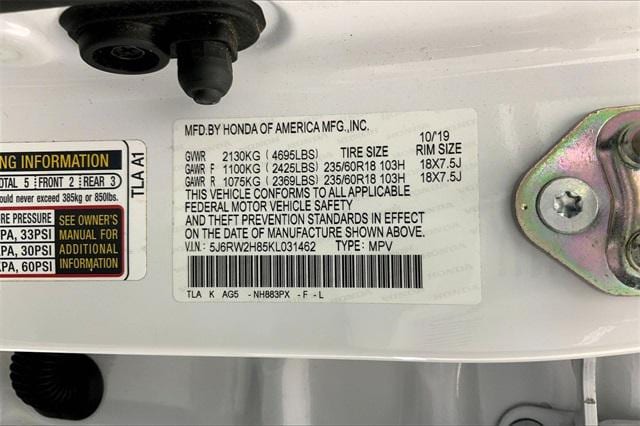 MFD.BY HONDA OF AMERICA MFG.,INC.
10/19
GVWR 2130KG (4695LBS) TIRE SIZE RIM SIZE
GAWR F 1100KG (2425LBS) 235/60R18 103H 18X7.5J
GAWR R 1075KG (2369LBS) 235/60R18 103H 18X7.5J
THIS VEHICLE CONFORMS TO ALL APPLICABLE
FEDERAL MOTOR VEHICLE SAFETY
AND THEFT PREVENTION STANDARDS IN EFFECT
ON THE DATE OF MANUFACTURE SHOWN ABOVE.
V.I.N.: 5J6RW2H85KL031462 TYPE: MPV
TLA K AG5 - NH883PX - F - L
NG INFORMATION
TOTAL 5 FRONT 2 REAR 3
ould never exceed 385kg or 850lbs.
E PRESSURE
KPA, 33PSI
KPA, 30PSI
KPA, 60PSI
SEE OWNER'S
MANUAL FOR
ADDITIONAL
INFORMATION
TLA A1